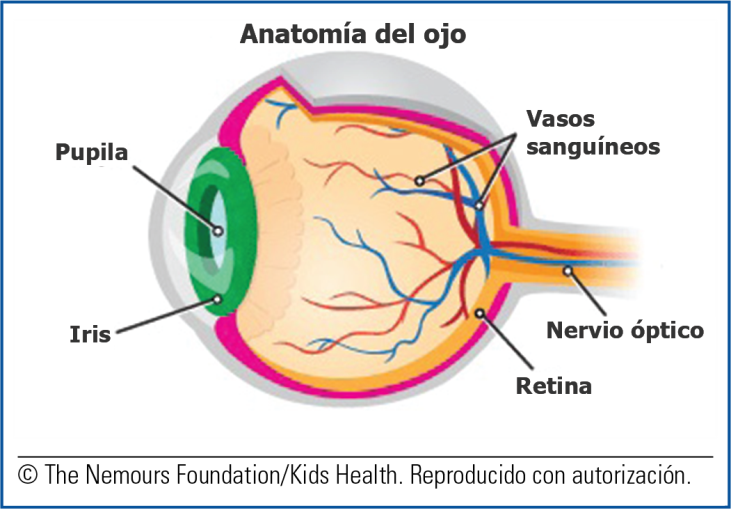 Anatomía del ojo
Vasos
sanguíneos
Pupila
Iris
Nervio óptico
Retina
© The Nemours Foundation/Kids Health. Reproducido con autorización.